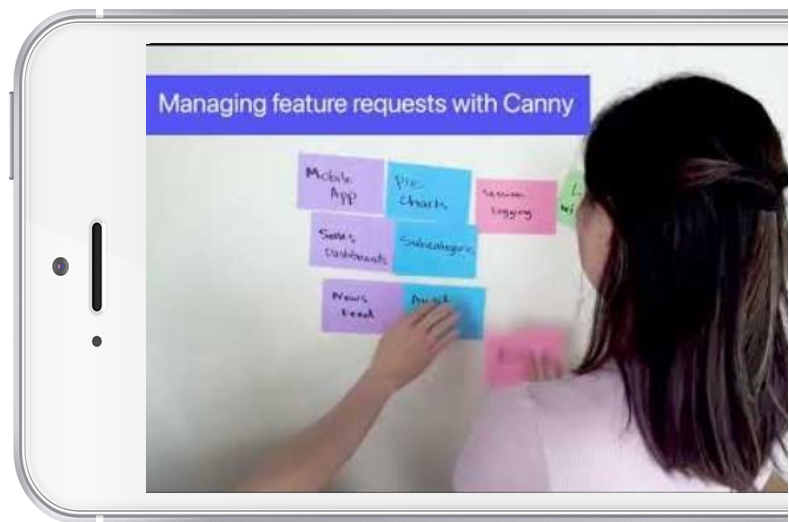 Managing feature requests with Canny
Mobile
App
Pie
Charts
Session
Logging
Sales
Dashboards
Subcategories
News
Feed